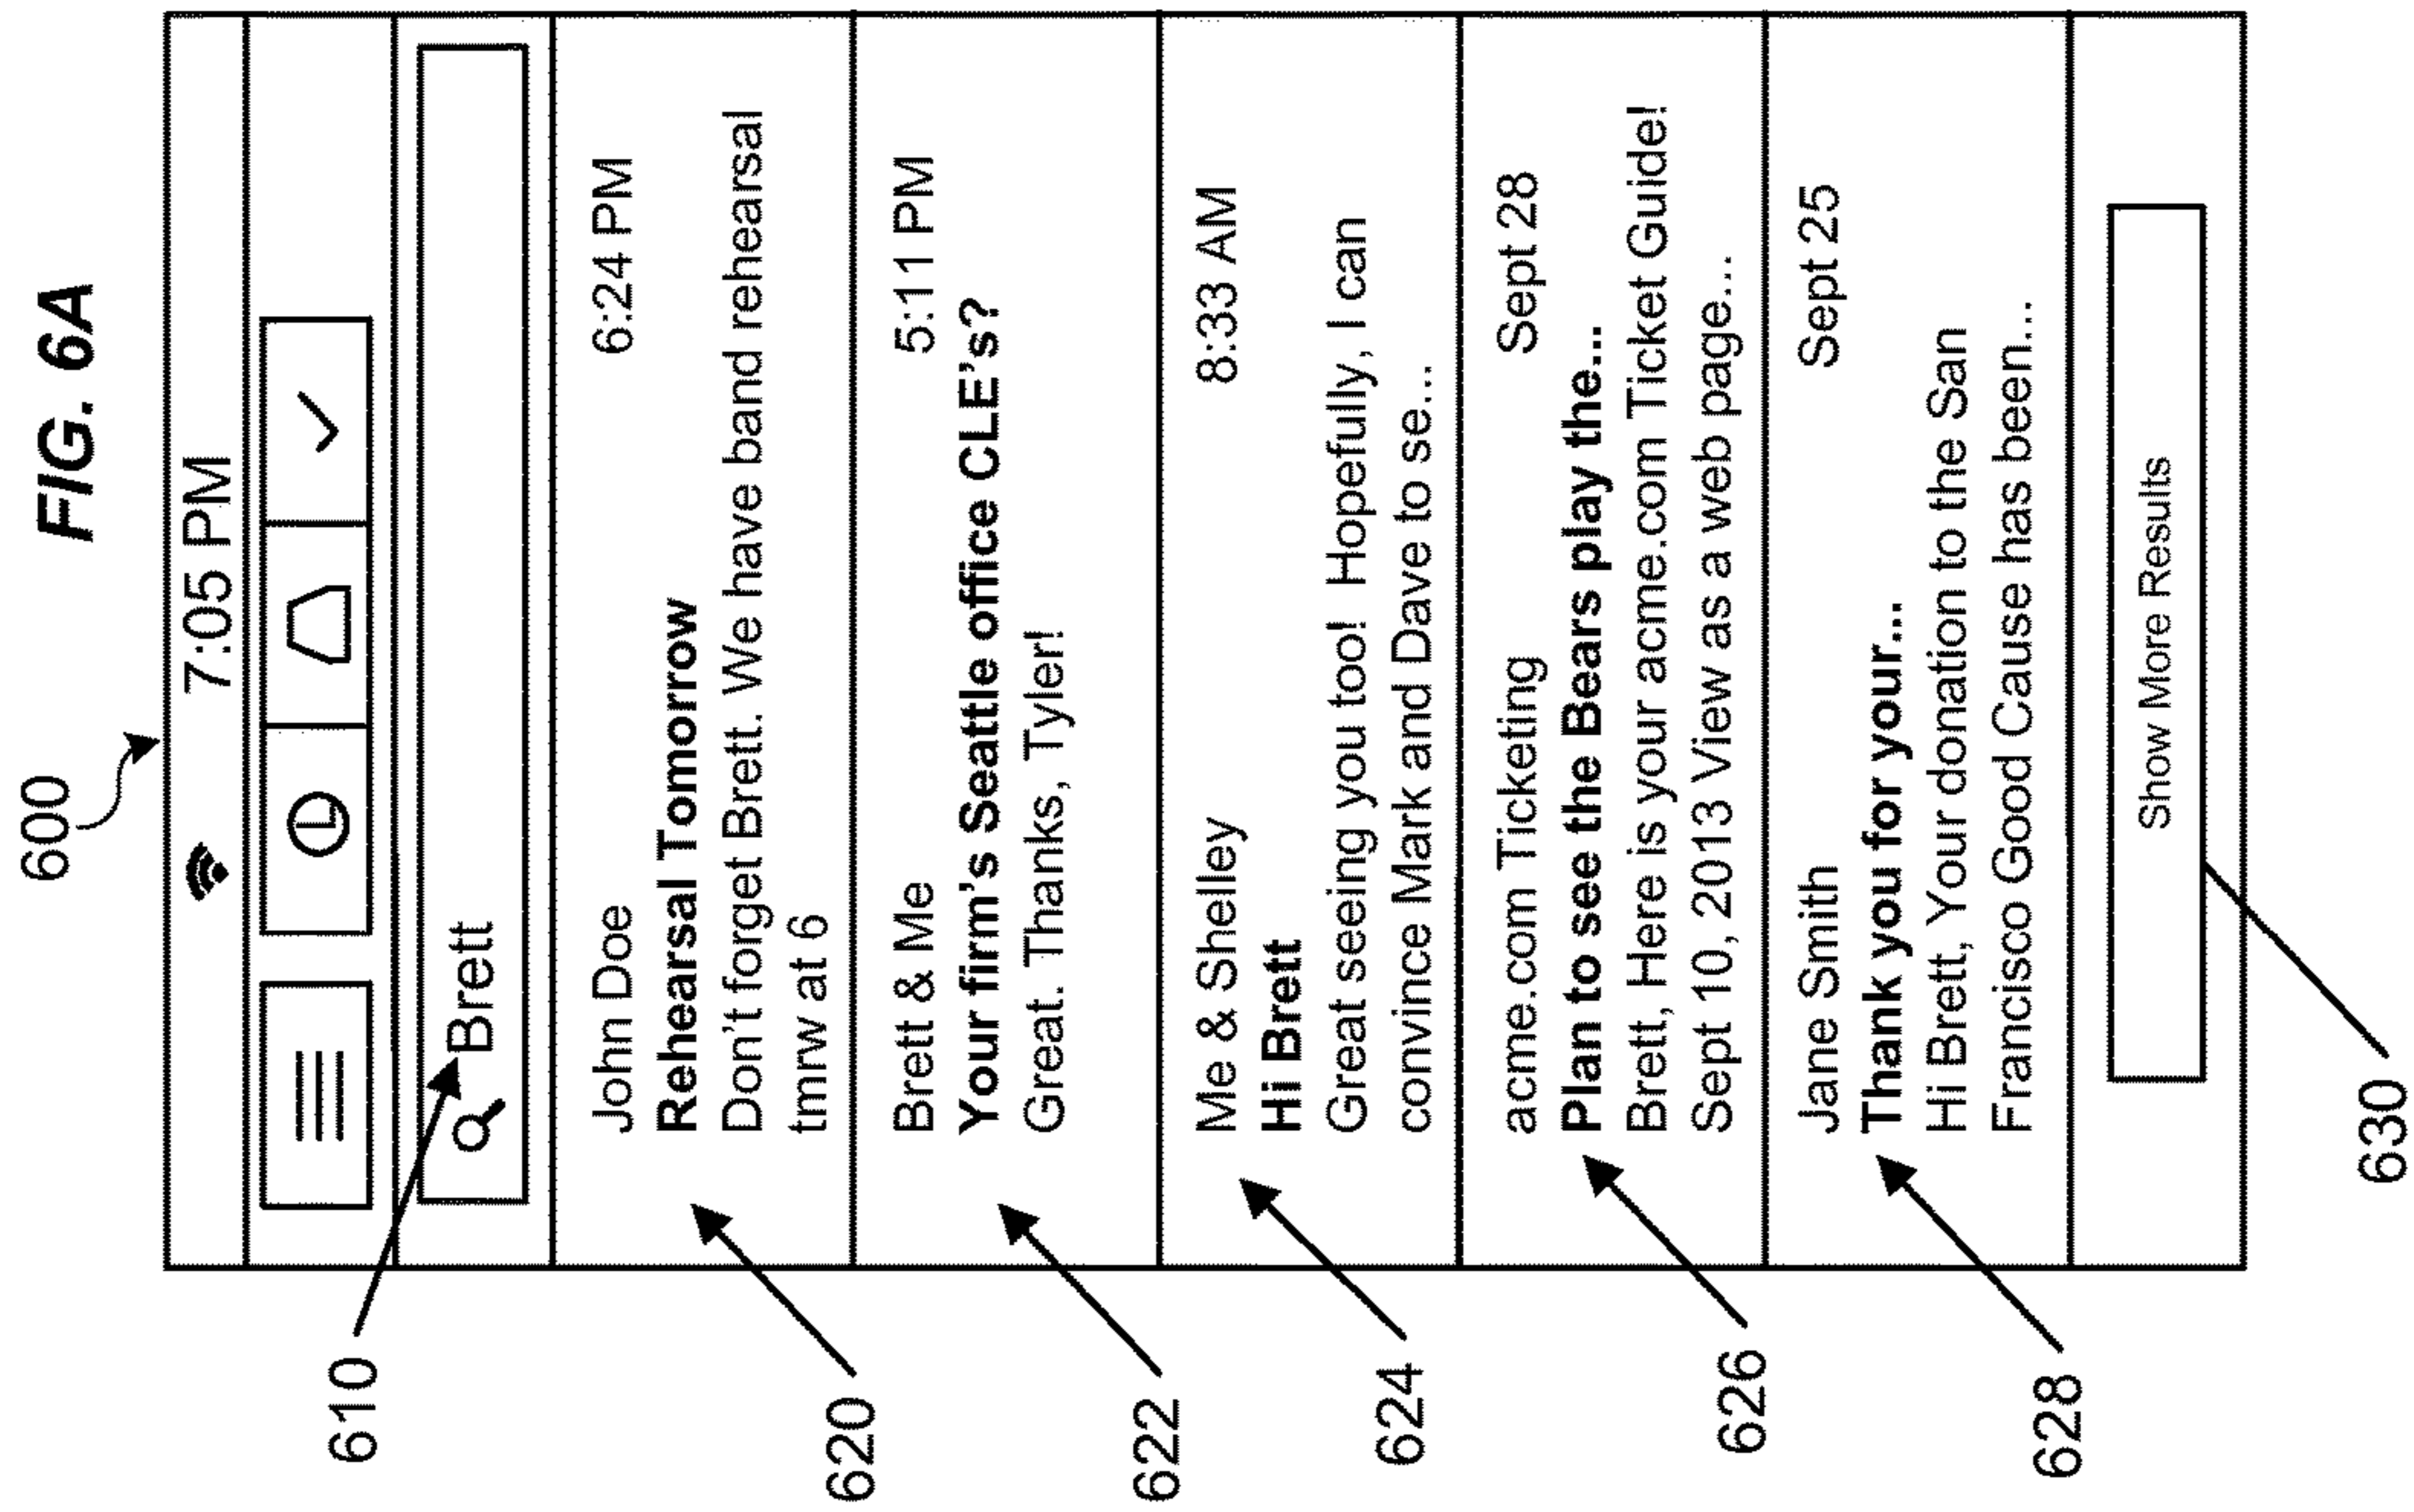 FIG. 6A
600
7:05 PM
610
Brett
620
John Doe 6:24 PM
Rehearsal Tomorrow
Don't forget Brett. We have band rehearsal
tmrw at 6
622
Brett & Me 5:11 PM
Your firm's Seattle office CLE's?
Great. Thanks, Tyler!
624
Me & Shelley 8:33 AM
Hi Brett
Great seeing you too! Hopefully, I can
convince Mark and Dave to se...
626
acme.com Ticketing Sept 28
Plan to see the Bears play the...
Brett, Here is your acme.com Ticket Guide!
Sept 10, 2013 View as a web page...
628
Jane Smith Sept 25
Thank you for your...
Hi Brett, Your donation to the San
Francisco Good Cause has been...
Show More Results
630